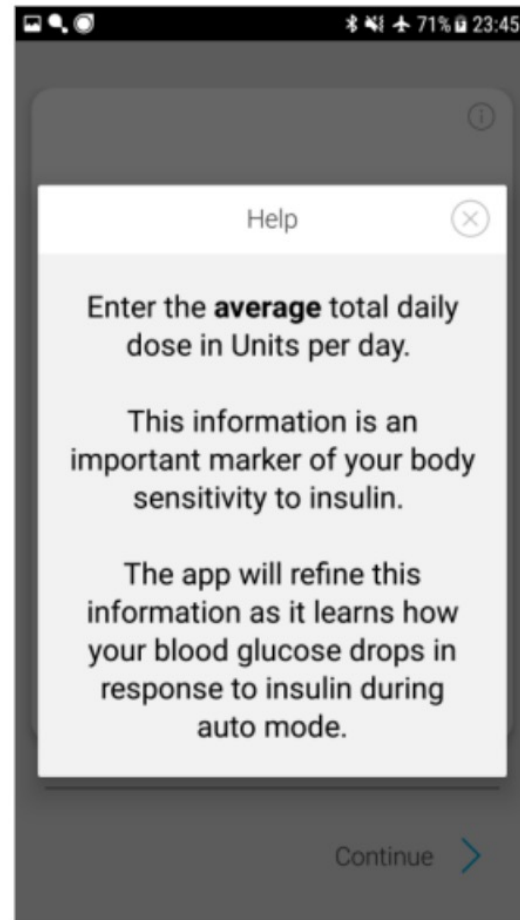 71% 23:45
Help
Enter the average total daily
dose in Units per day.
This information is an
important marker of your body
sensitivity to insulin.
The app will refine this
information as it learns how
your blood glucose drops in
response to insulin during
auto mode.
Continue